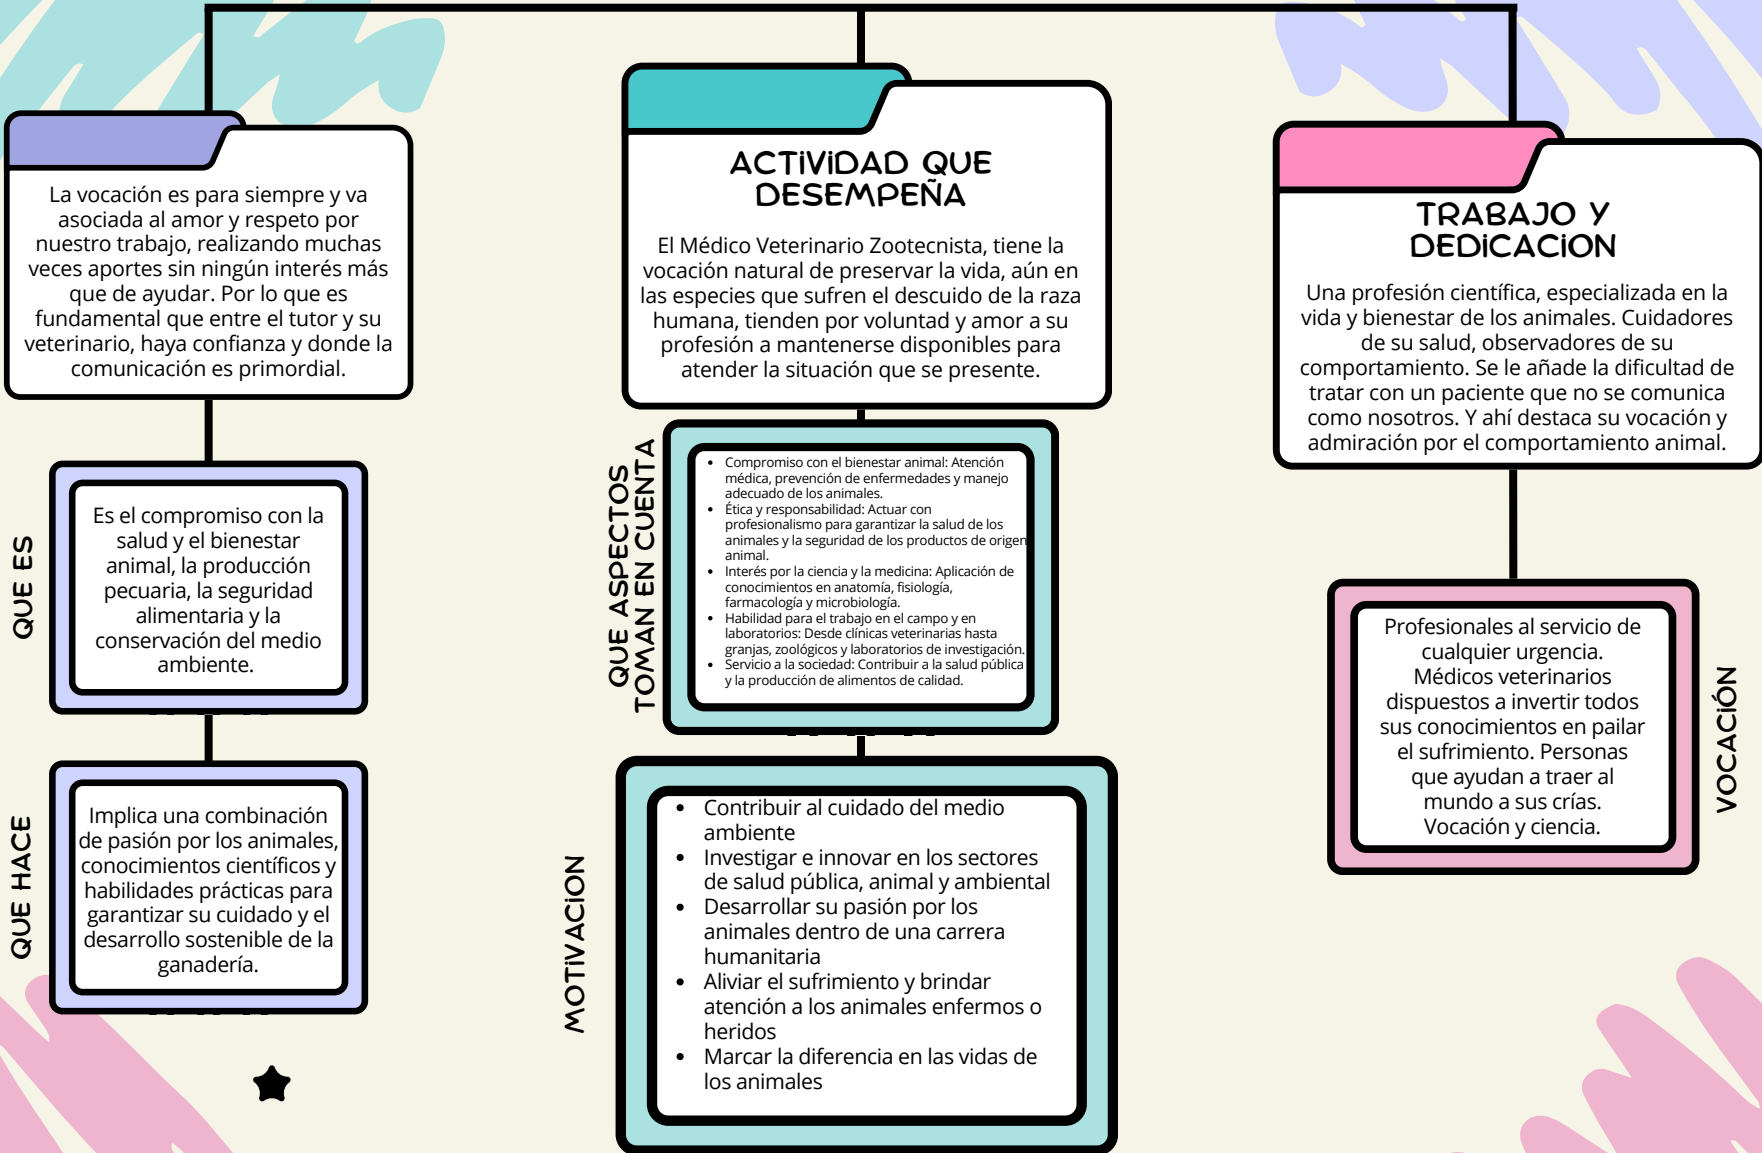 La vocación es para siempre y va
asociada al amor y respeto por
nuestro trabajo, realizando muchas
veces aportes sin ningún interés más
que de ayudar. Por lo que es
fundamental que entre el tutor y su
veterinario, haya confianza y donde la
comunicación es primordial.
QUE ES
Es el compromiso con la
salud y el bienestar
animal, la producción
pecuaria, la seguridad
alimentaria y la
conservación del medio
ambiente.
QUE HACE
Implica una combinación
de pasión por los animales,
conocimientos científicos y
habilidades prácticas para
garantizar su cuidado y el
desarrollo sostenible de la
ganadería.
ACTIVIDAD QUE
DESEMPEÑA
El Médico Veterinario Zootecnista, tiene la
vocación natural de preservar la vida, aún en
las especies que sufren el descuido de la raza
humana, tienden por voluntad y amor a su
profesión a mantenerse disponibles para
atender la situación que se presente.
QUE ASPECTOS
TOMAN EN CUENTA
• Compromiso con el bienestar animal: Atención
médica, prevención de enfermedades y manejo
adecuado de los animales.
• Ética y responsabilidad: Actuar con
profesionalismo para garantizar la salud de los
animales y la seguridad de los productos de origen
animal.
• Interés por la ciencia y la medicina: Aplicación de
conocimientos en anatomía, fisiología,
farmacología y microbiología.
• Habilidad para el trabajo en el campo y en
laboratorios: Desde clínicas veterinarias hasta
granjas, zoológicos y laboratorios de investigación.
• Servicio a la sociedad: Contribuir a la salud pública
y la producción de alimentos de calidad.
MOTIVACION
• Contribuir al cuidado del medio
ambiente
• Investigar e innovar en los sectores
de salud pública, animal y ambiental
• Desarrollar su pasión por los
animales dentro de una carrera
humanitaria
• Aliviar el sufrimiento y brindar
atención a los animales enfermos o
heridos
• Marcar la diferencia en las vidas de
los animales
TRABAJO Y
DEDICACION
Una profesión científica, especializada en la
vida y bienestar de los animales. Cuidadores
de su salud, observadores de su
comportamiento. Se le añade la dificultad de
tratar con un paciente que no se comunica
como nosotros. Y ahí destaca su vocación y
admiración por el comportamiento animal.
VOCACIÓN
Profesionales al servicio de
cualquier urgencia.
Médicos veterinarios
dispuestos a invertir todos
sus conocimientos en pailar
el sufrimiento. Personas
que ayudan a traer al
mundo a sus crías.
Vocación y ciencia.